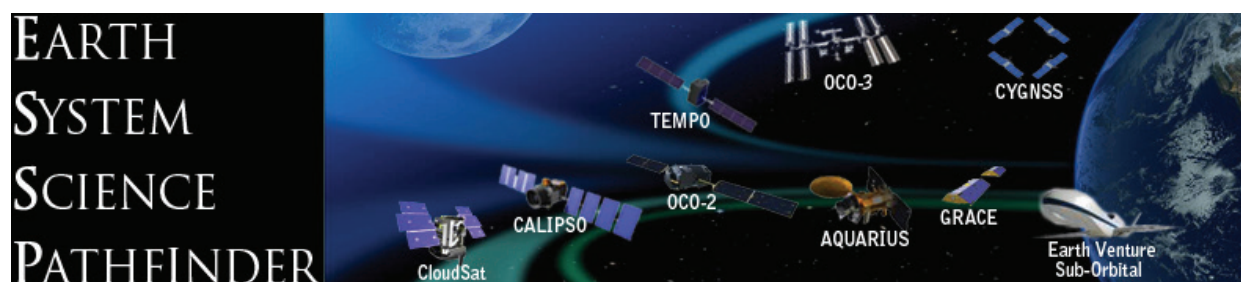 EARTH
SYSTEM
SCIENCE
PATHFINDER
OCO-3
CYGNSS
TEMPO
OCO-2
CALIPSO
GRACE
AQUARIUS
CloudSat
Earth Venture
Sub-Orbital